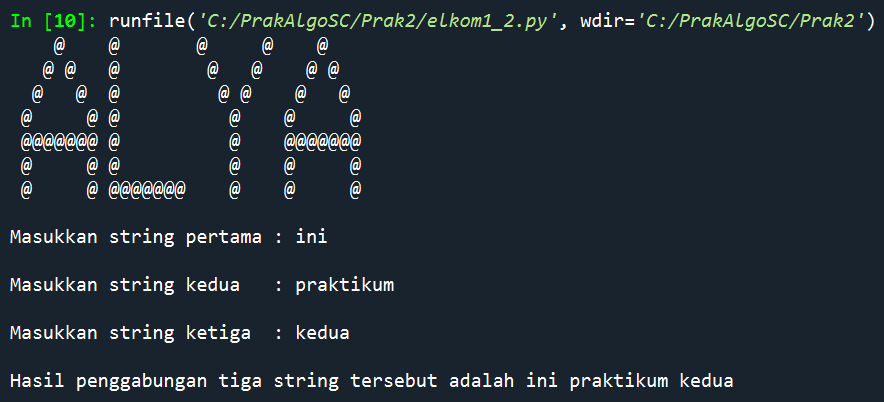 In [10]: runfile('C:/PrakAlgoSC/Prak2/elkom1_2.py', wdir='C:/PrakAlgoSC/Prak2')
    @    @       @     @    @
   @ @   @        @   @    @ @
  @   @  @         @ @    @   @
 @     @ @          @    @     @
 @@@@@@@ @          @    @@@@@@@
 @     @ @          @    @     @
 @     @ @@@@@@@    @    @     @
Masukkan string pertama : ini
Masukkan string kedua   : praktikum
Masukkan string ketiga  : kedua
Hasil penggabungan tiga string tersebut adalah ini praktikum kedua